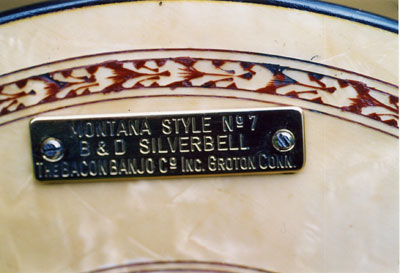 MONTANA STYLE Nº 7
B & D SILVERBELL
THE BACON BANJO Cº INC. GROTON CONN.